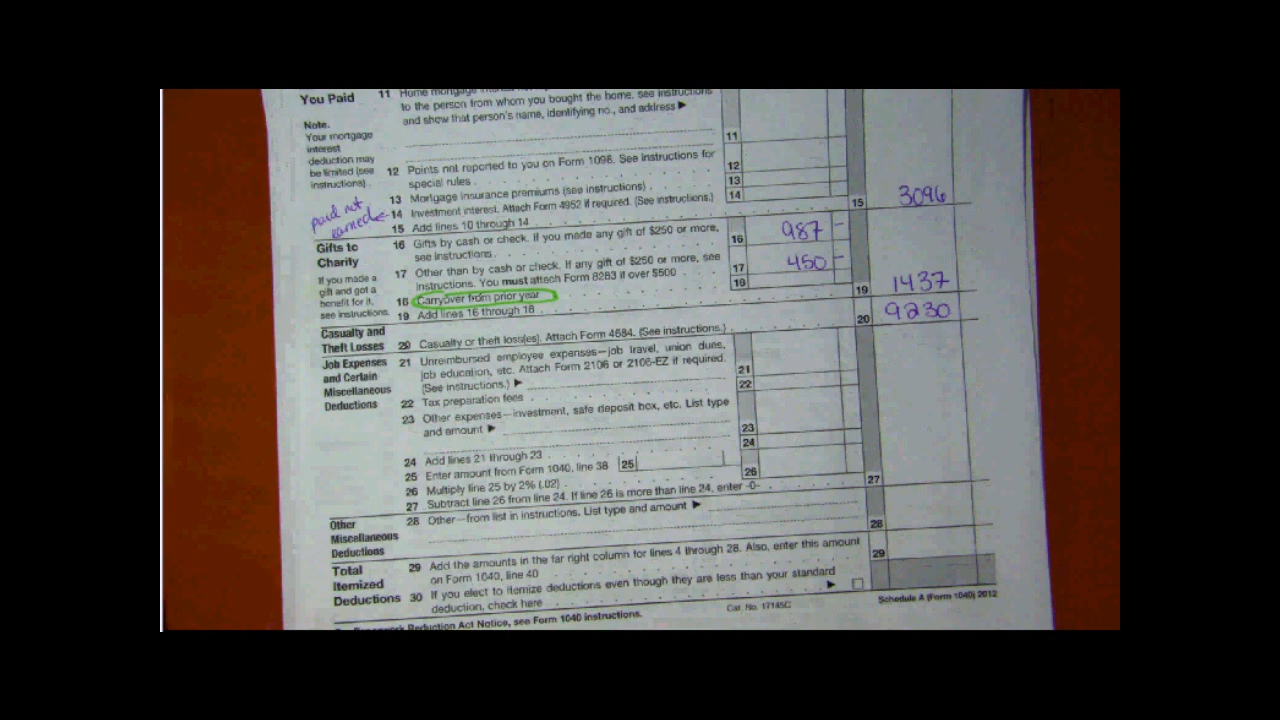 You Paid
Note.
Your mortgage
interest
deduction may
be limited (see
instructions).
11 Home mortgage
to the person from whom you bought the home, see instructions
and show that person's name, identifying no., and address ▶
11
12 Points not reported to you on Form 1098. See instructions for
special rules
12
13 Mortgage insurance premiums (see instructions)
13
paid not
earned
14 Investment interest. Attach Form 4952 if required. (See instructions.)
14
15 Add lines 10 through 14
15 3096
Gifts to
Charity
If you made a
gift and got a
benefit for it,
see instructions.
16 Gifts by cash or check. If you made any gift of $250 or more,
see instructions
16 987 -
17 Other than by cash or check. If any gift of $250 or more, see
instructions. You must attach Form 8283 if over $500
17 450 -
18 Carryover from prior year
18
19 Add lines 16 through 18
19 1437
Casualty and
Theft Losses
20 Casualty or theft loss(es). Attach Form 4684. (See instructions.)
20 9230
Job Expenses
and Certain
Miscellaneous
Deductions
21 Unreimbursed employee expenses—job travel, union dues,
job education, etc. Attach Form 2106 or 2106-EZ if required.
(See instructions.) ▶
21
22 Tax preparation fees
22
23 Other expenses—investment, safe deposit box, etc. List type
and amount ▶
23
24 Add lines 21 through 23
24
25 Enter amount from Form 1040, line 38 25
26 Multiply line 25 by 2% (.02)
26
27 Subtract line 26 from line 24. If line 26 is more than line 24, enter -0-
27
Other
Miscellaneous
Deductions
28 Other—from list in instructions. List type and amount ▶
28
Total
Itemized
Deductions
29 Add the amounts in the far right column for lines 4 through 28. Also, enter this amount
on Form 1040, line 40
29
30 If you elect to itemize deductions even though they are less than your standard
deduction, check here ▶
Reduction Act Notice, see Form 1040 instructions.
Cat. No. 17145C
Schedule A (Form 1040) 2012